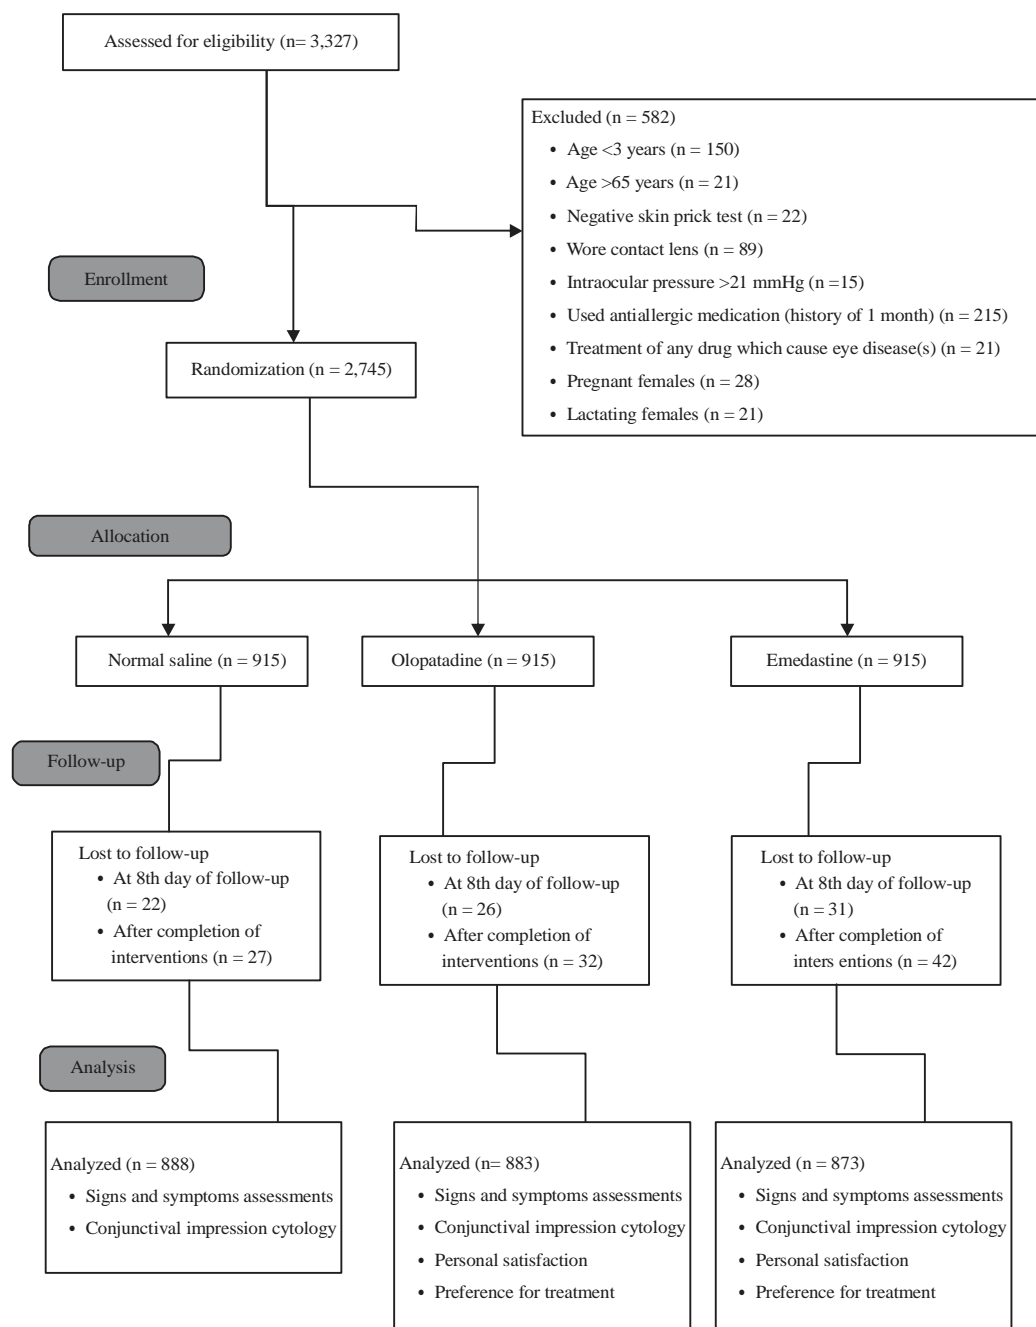 Assessed for eligibility (n= 3,327)
Excluded (n = 582)
• Age <3 years (n = 150)
• Age >65 years (n = 21)
• Negative skin prick test (n = 22)
• Wore contact lens (n = 89)
• Intraocular pressure >21 mmHg (n =15)
• Used antiallergic medication (history of 1 month) (n = 215)
• Treatment of any drug which cause eye disease(s) (n = 21)
• Pregnant females (n = 28)
• Lactating females (n = 21)
Enrollment
Randomization (n = 2,745)
Allocation
Normal saline (n = 915)
Olopatadine (n = 915)
Emedastine (n = 915)
Follow-up
Lost to follow-up
• At 8th day of follow-up
(n = 22)
• After completion of
interventions (n = 27)
Lost to follow-up
• At 8th day of follow-up
(n = 26)
• After completion of
interventions (n = 32)
Lost to follow-up
• At 8th day of follow-up
(n = 31)
• After completion of
inters entions (n = 42)
Analysis
Analyzed (n = 888)
• Signs and symptoms assessments
• Conjunctival impression cytology
Analyzed (n= 883)
• Signs and symptoms assessments
• Conjunctival impression cytology
• Personal satisfaction
• Preference for treatment
Analyzed (n = 873)
• Signs and symptoms assessments
• Conjunctival impression cytology
• Personal satisfaction
• Preference for treatment